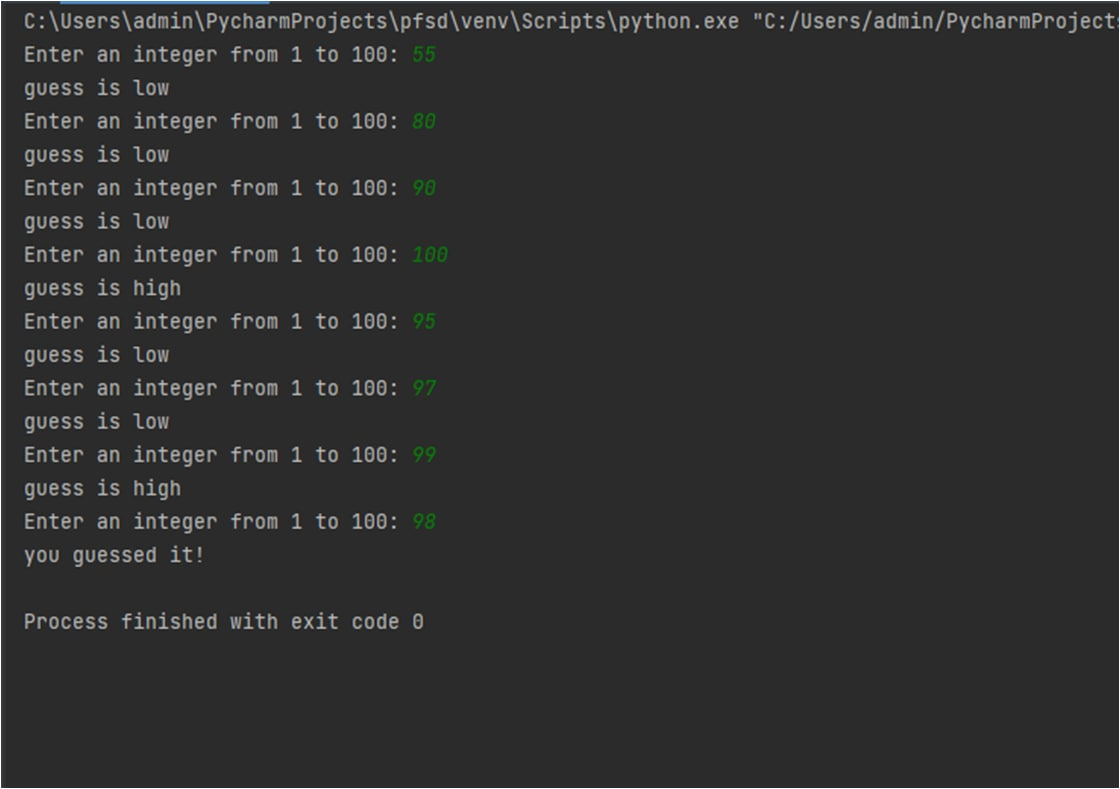 C:\Users\admin\PycharmProjects\pfsd\venv\Scripts\python.exe "C:/Users/admin/PycharmProjects
Enter an integer from 1 to 100: 55
guess is low
Enter an integer from 1 to 100: 80
guess is low
Enter an integer from 1 to 100: 90
guess is low
Enter an integer from 1 to 100: 100
guess is high
Enter an integer from 1 to 100: 95
guess is low
Enter an integer from 1 to 100: 97
guess is low
Enter an integer from 1 to 100: 99
guess is high
Enter an integer from 1 to 100: 98
you guessed it!
Process finished with exit code 0